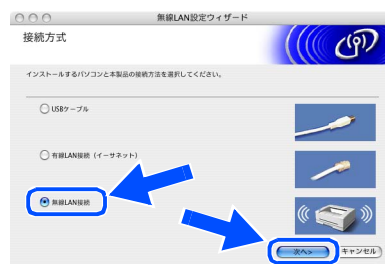 無線LAN設定ウィザード
接続方式
インストールするパソコンと本製品の接続方法を選択してください。
USBケーブル
有線LAN接続（イーサネット）
無線LAN接続
次へ>
キャンセル